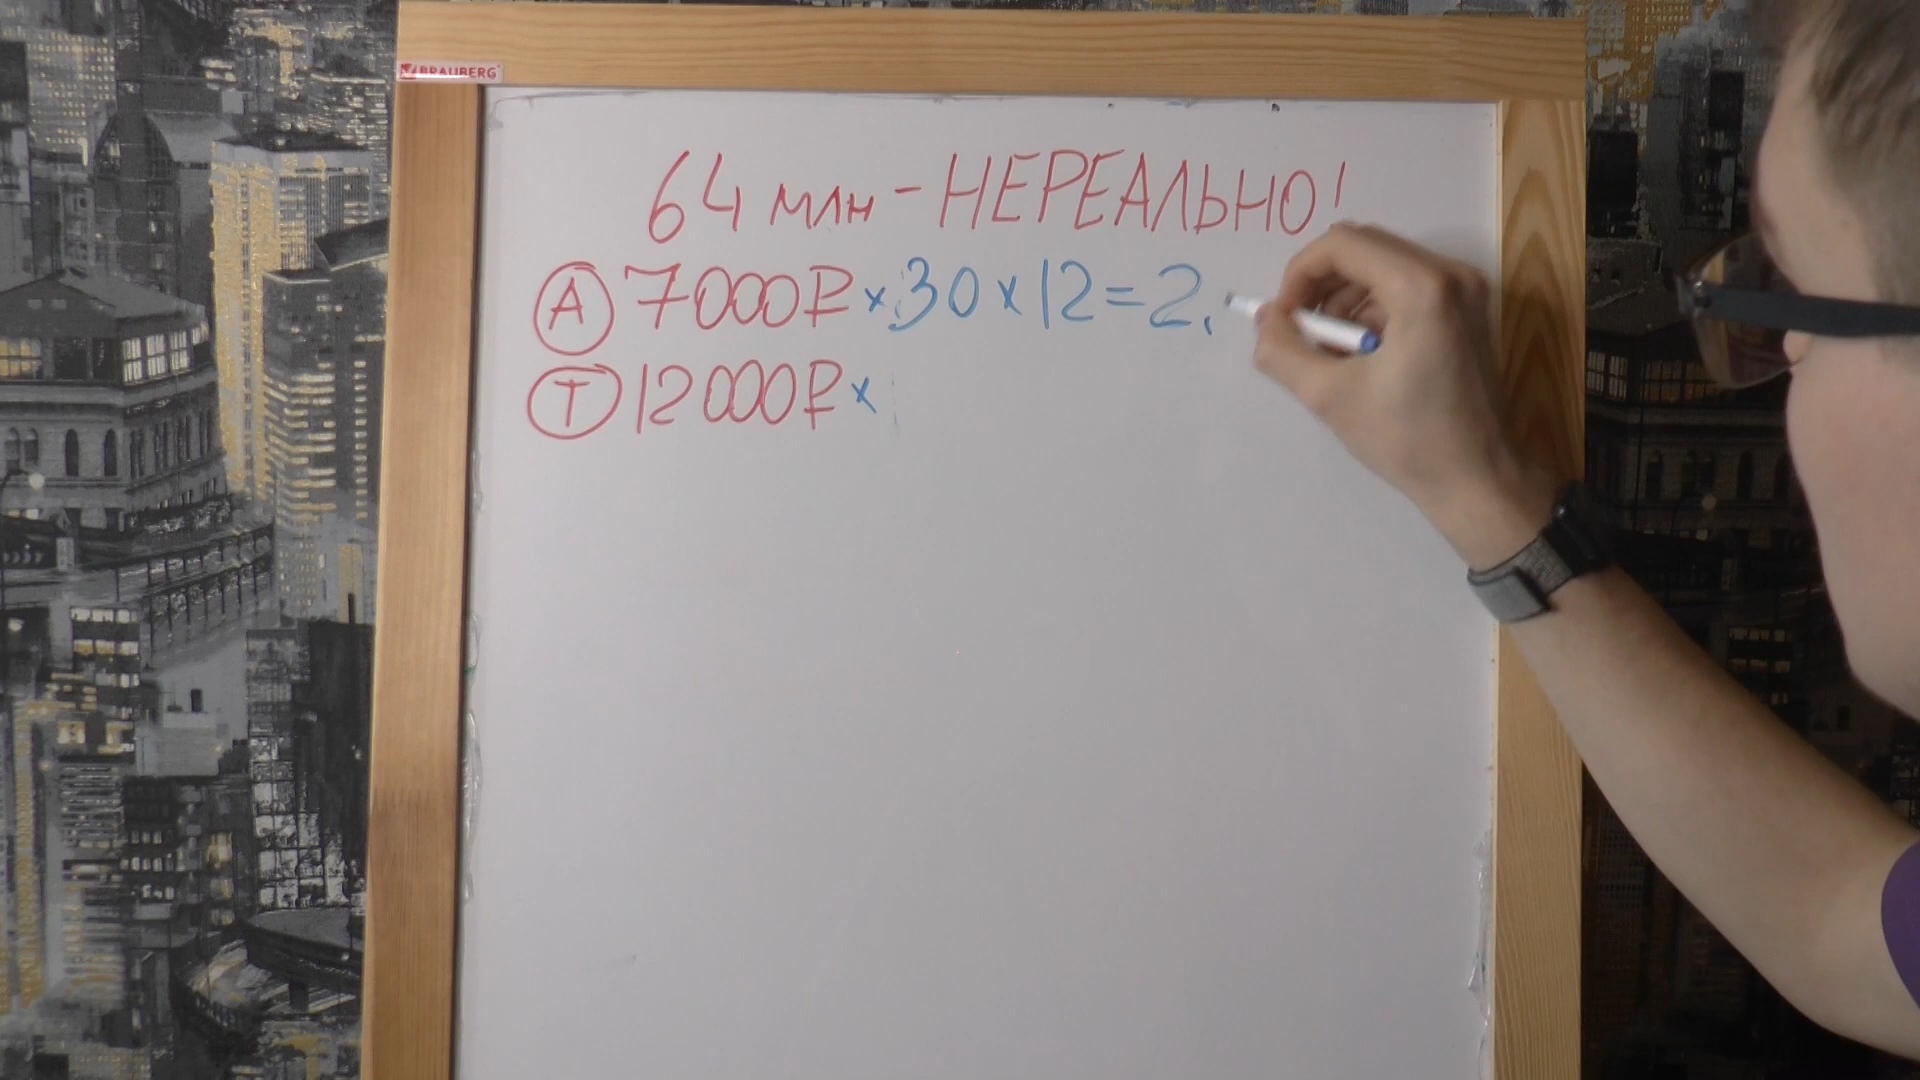 BRAUBERG
64 млн - НЕРЕАЛЬНО!
А 7000₽ × 30 × 12 = 2,
Т 12000₽ ×